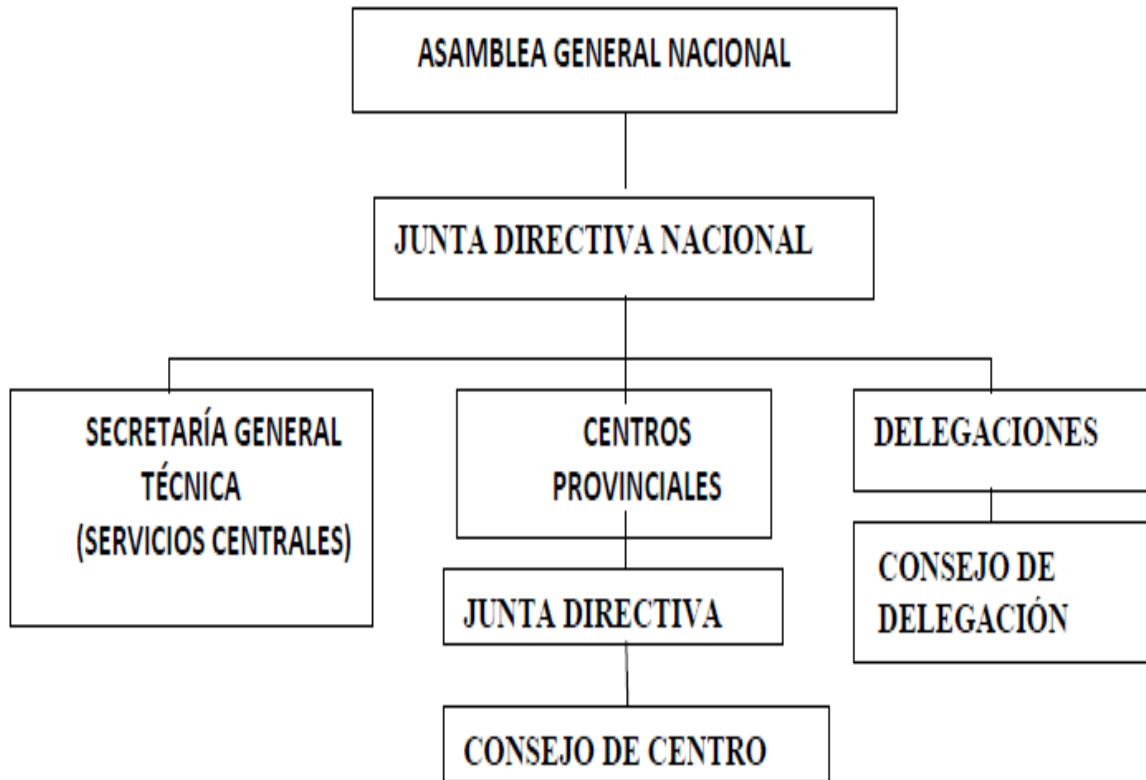 ASAMBLEA GENERAL NACIONAL
JUNTA DIRECTIVA NACIONAL
SECRETARÍA GENERAL
TÉCNICA
(SERVICIOS CENTRALES)
CENTROS
PROVINCIALES
DELEGACIONES
JUNTA DIRECTIVA
CONSEJO DE
DELEGACIÓN
CONSEJO DE CENTRO